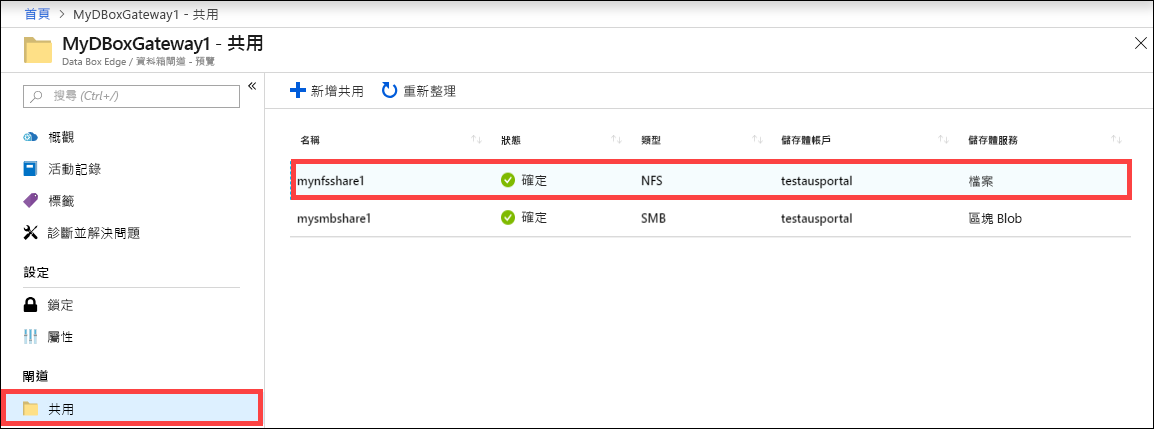 首頁 > MyDBoxGateway1 - 共用
MyDBoxGateway1 - 共用
Data Box Edge / 資料箱閘道 - 預覽
搜尋 (Ctrl+/)
概觀
活動記錄
標籤
診斷並解決問題
設定
鎖定
屬性
閘道
共用
新增共用 重新整理
名稱 狀態 類型 儲存體帳戶 儲存體服務
mynfsshare1 確定 NFS testausportal 檔案
mysmbshare1 確定 SMB testausportal 區塊 Blob